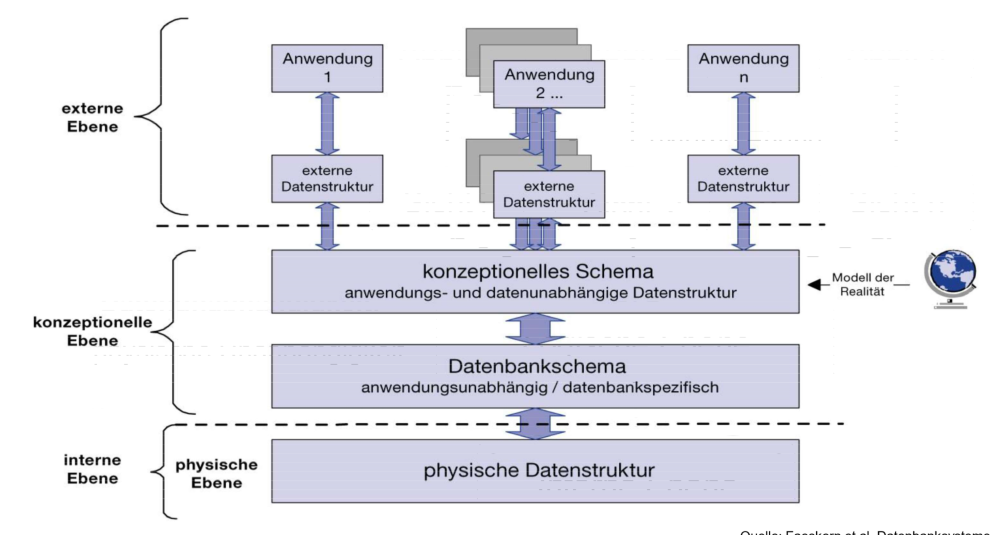 externe
Ebene
Anwendung
1
Anwendung
2 ...
Anwendung
n
externe
Datenstruktur
externe
Datenstruktur
externe
Datenstruktur
konzeptionelle
Ebene
konzeptionelles Schema
anwendungs- und datenunabhängige Datenstruktur
Modell der
Realität
Datenbankschema
anwendungsunabhängig / datenbankspezifisch
interne
Ebene
physische
Ebene
physische Datenstruktur